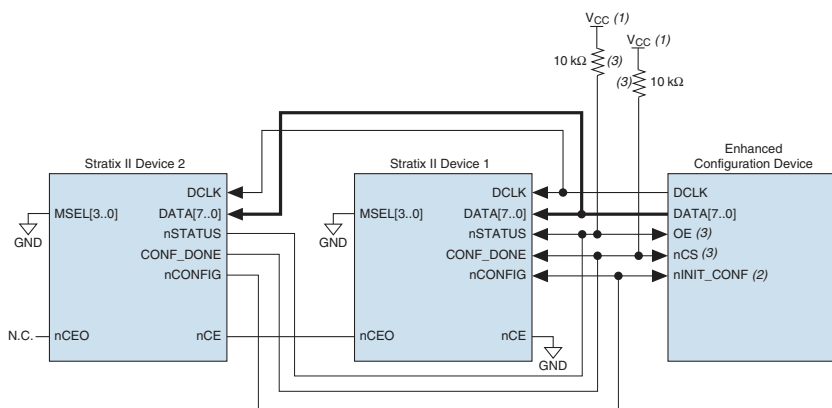 VCC (1)
VCC (1)
10 kΩ
(3)
(3)
10 kΩ
Stratix II Device 2
Stratix II Device 1
Enhanced
Configuration Device
DCLK
DCLK
DCLK
MSEL[3..0]
DATA[7..0]
MSEL[3..0]
DATA[7..0]
DATA[7..0]
GND
nSTATUS
GND
nSTATUS
OE (3)
CONF_DONE
CONF_DONE
nCS (3)
nCONFIG
nCONFIG
nINIT_CONF (2)
N.C.
nCEO
nCE
nCEO
nCE
GND